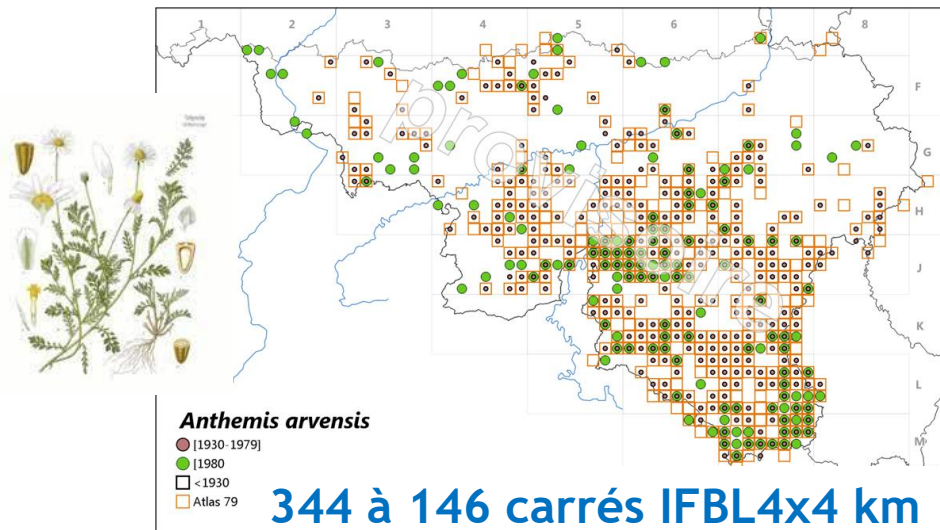 1 2 3 4 5 6 7 8
F
G
H
J
K
L
M
provisoire
Anthemis arvensis
[1930-1979]
[1980
<1930
Atlas 79
344 à 146 carrés IFBL4x4 km